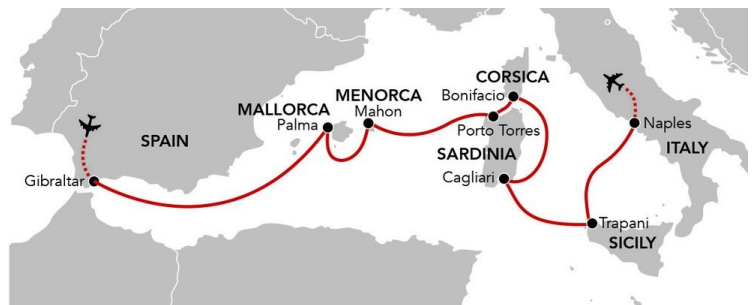 CORSICA
Bonifacio
MALLORCA
Palma
MENORCA
Mahon
Porto Torres
Naples
SPAIN
SARDINIA
ITALY
Cagliari
Gibraltar
Trapani
SICILY